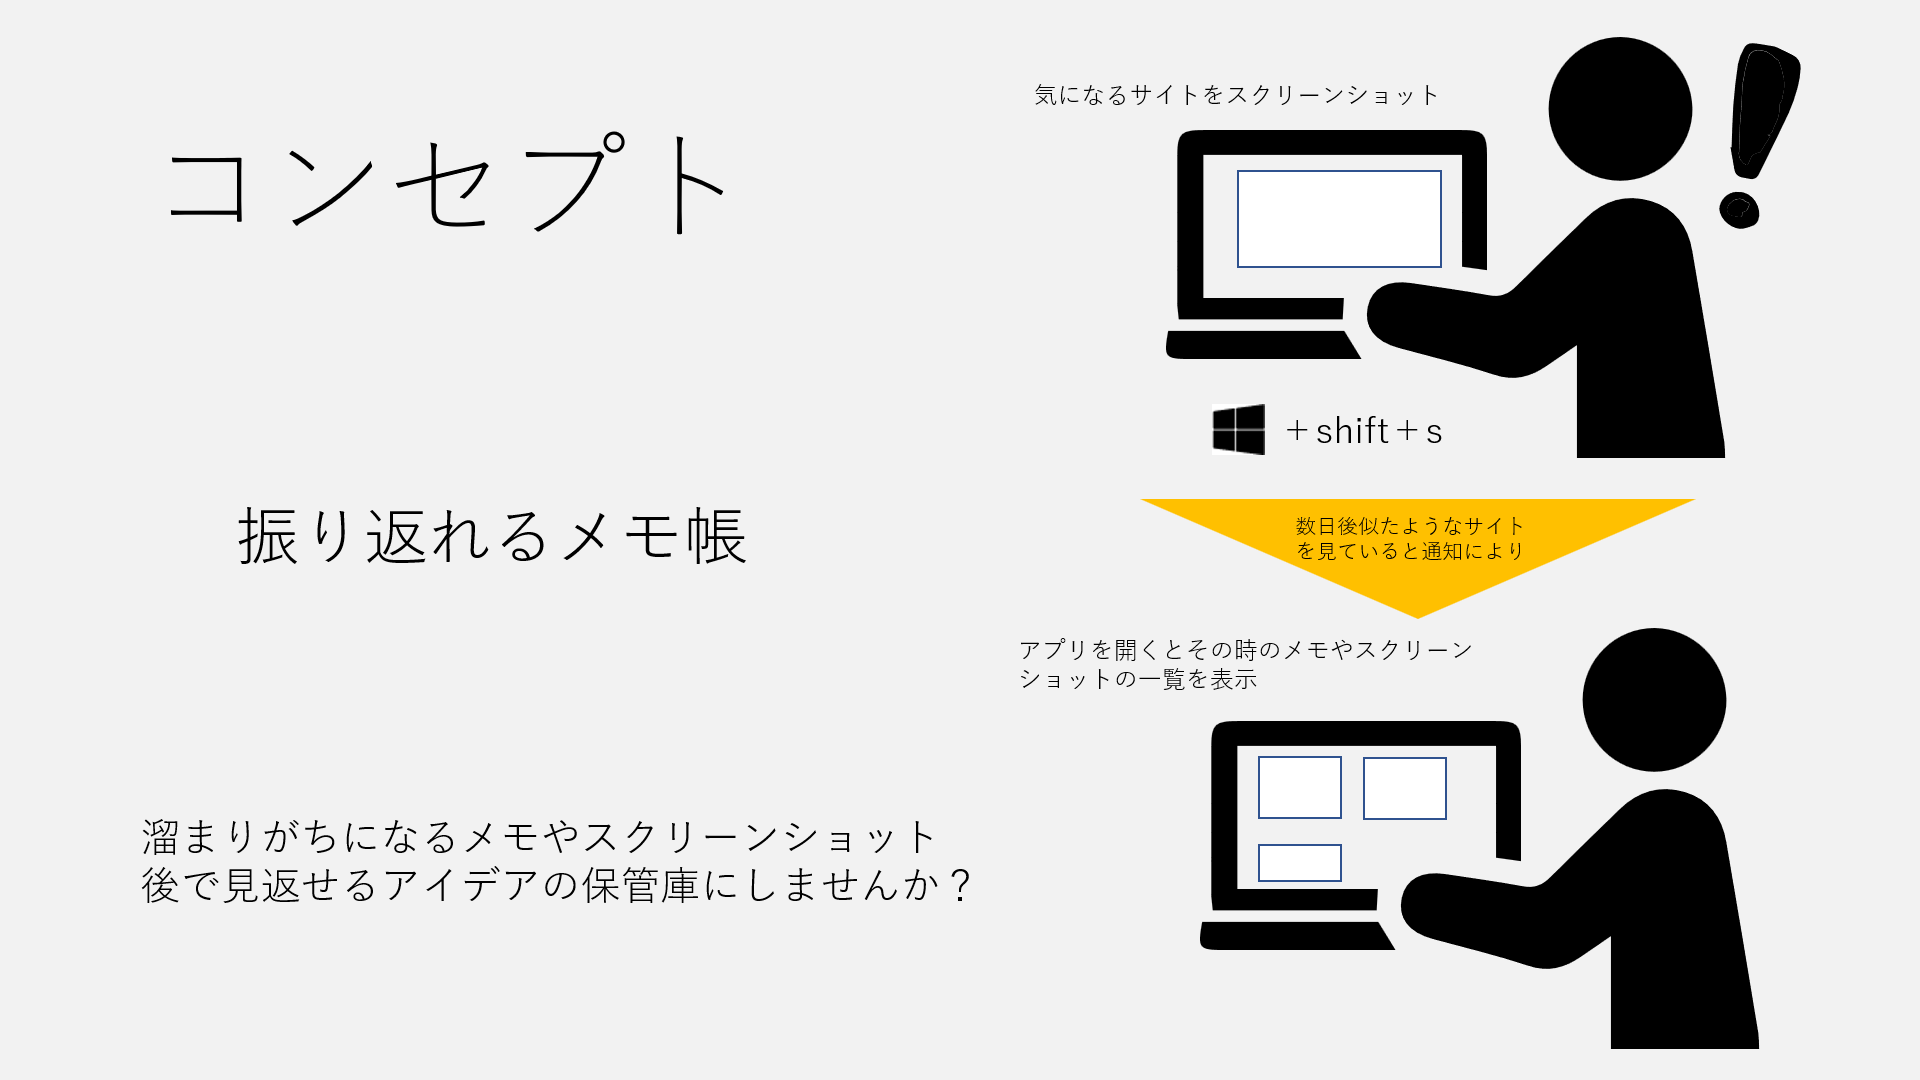 コンセプト
振り返れるメモ帳
溜まりがちになるメモやスクリーンショット
後で見返せるアイデアの保管庫にしませんか？
気になるサイトをスクリーンショット
＋shift＋s
数日後似たようなサイト
を見ていると通知により
アプリを開くとその時のメモやスクリーン
ショットの一覧を表示